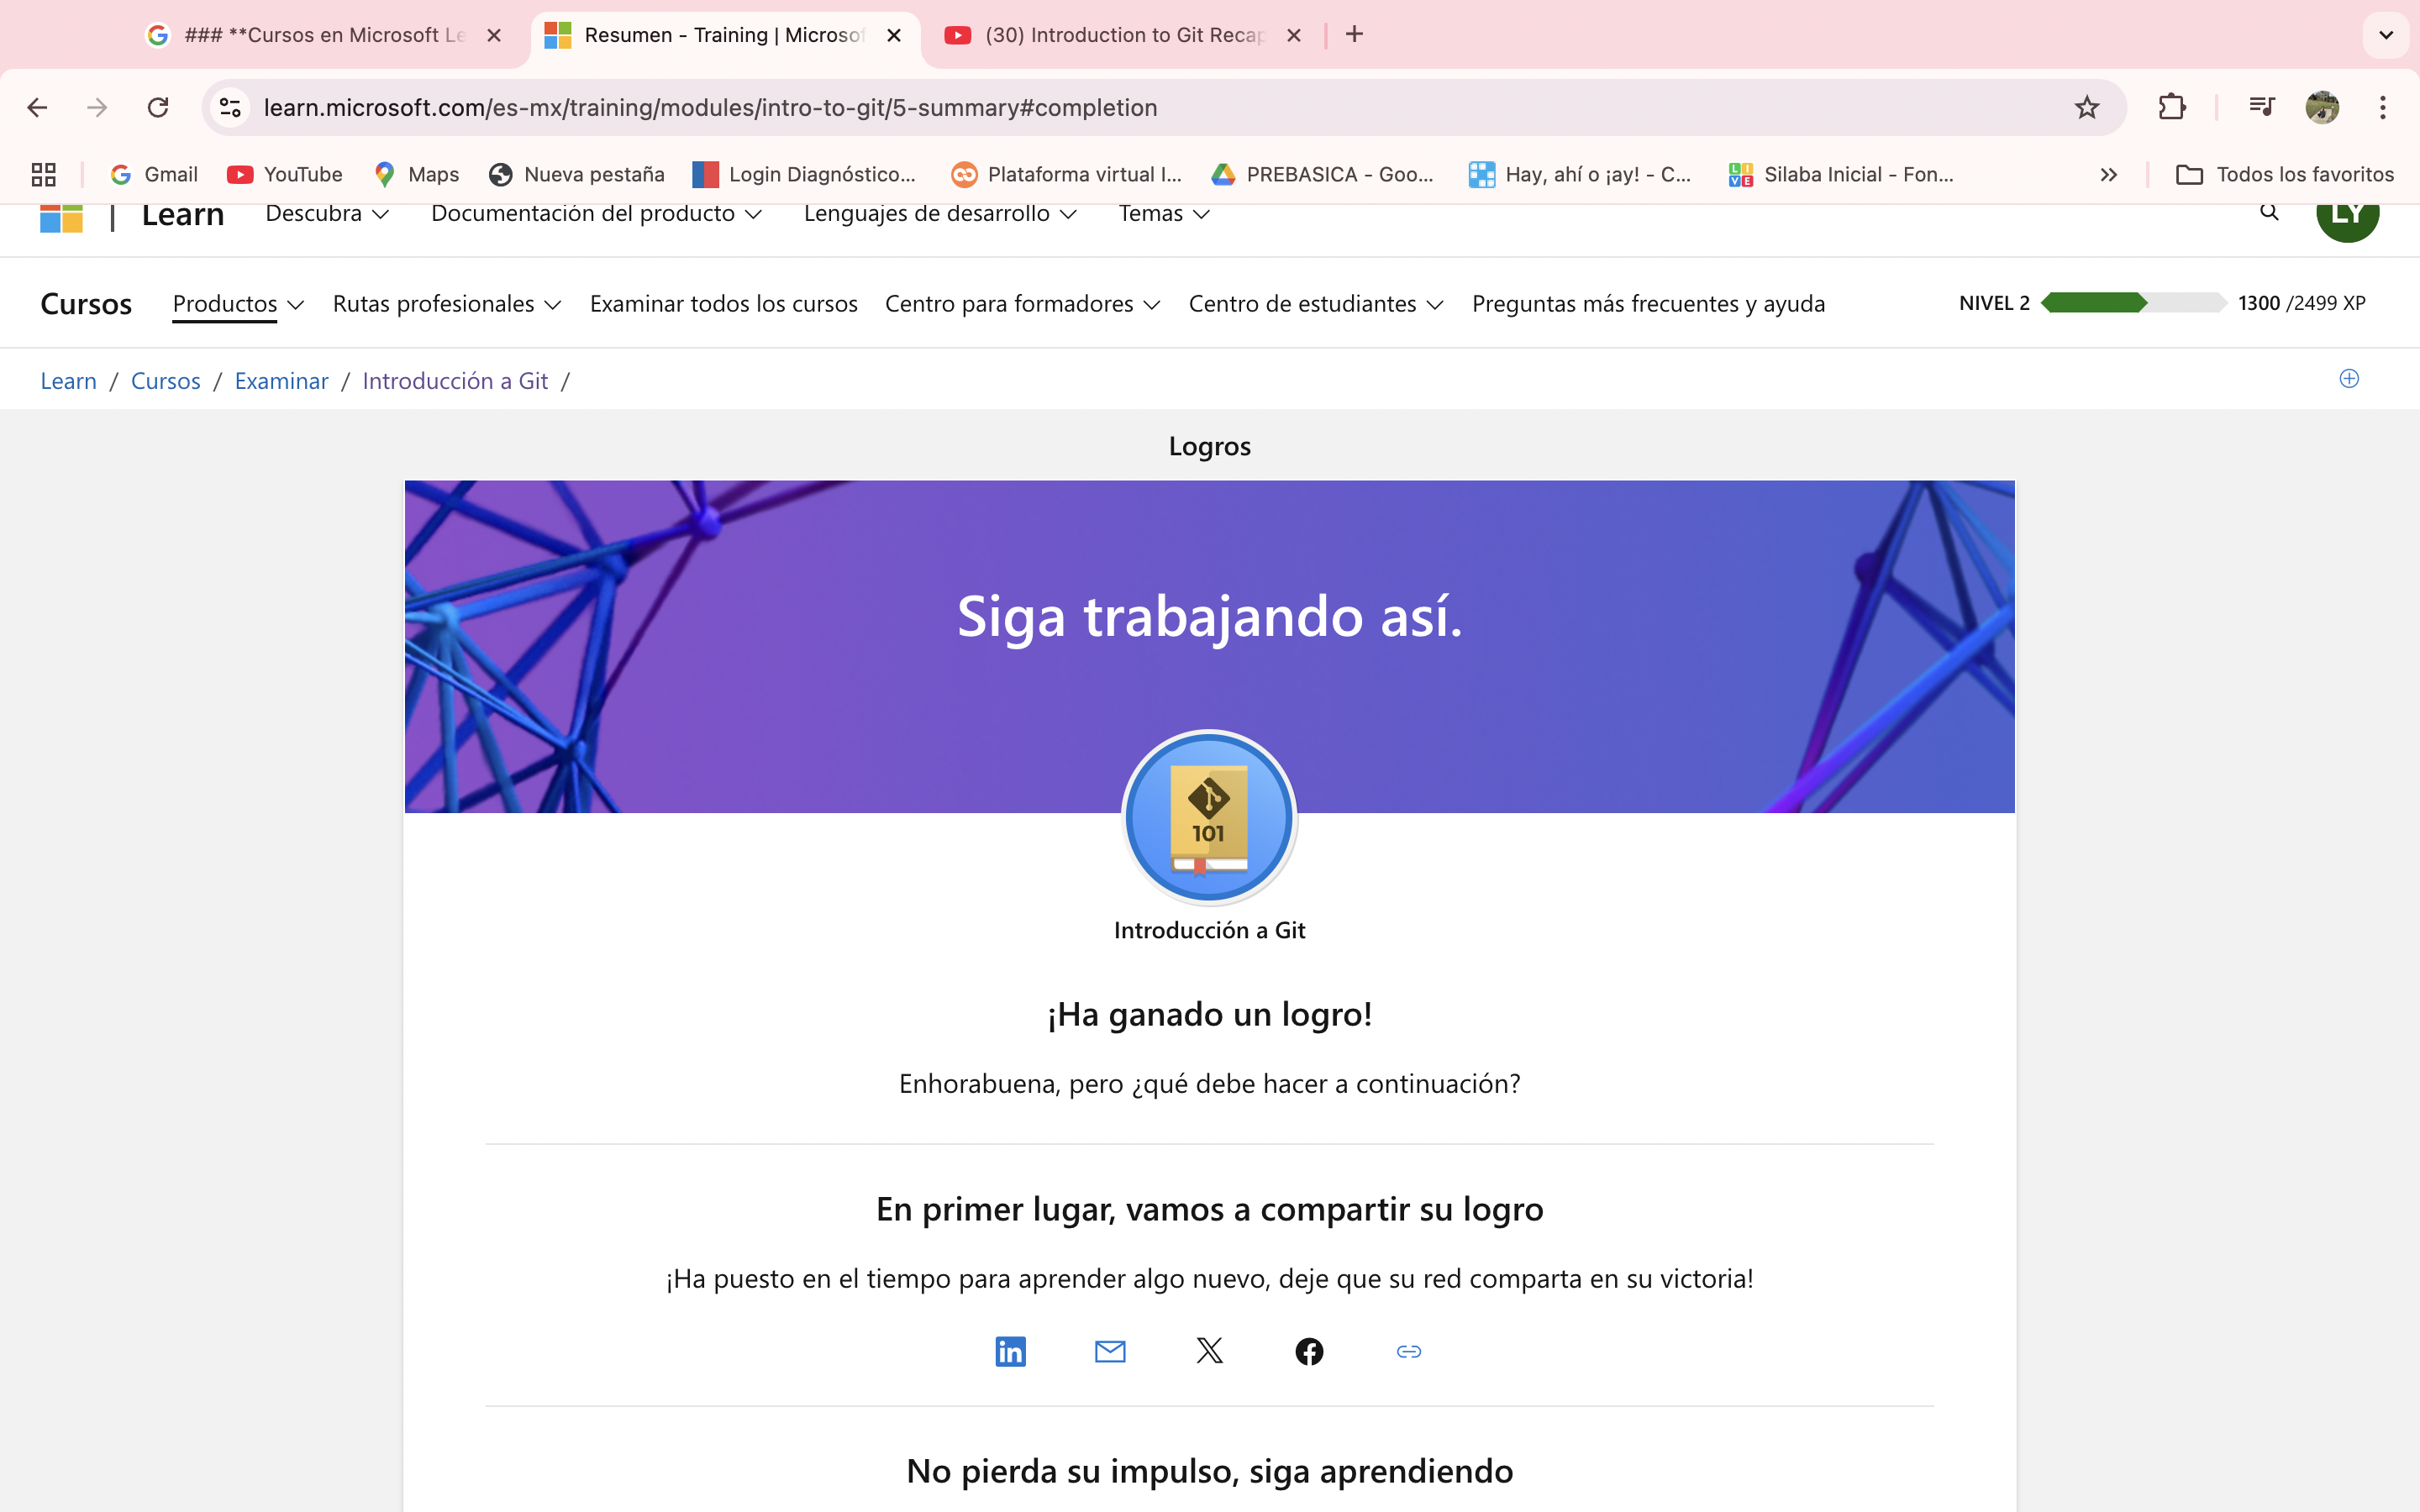 ### **Cursos en Microsoft Le
Resumen - Training | Microsof
(30) Introduction to Git Recap
learn.microsoft.com/es-mx/training/modules/intro-to-git/5-summary#completion
Gmail
YouTube
Maps
Nueva pestaña
Login Diagnóstico...
Plataforma virtual I...
PREBASICA - Goo...
Hay, ahí o ¡ay! - C...
Silaba Inicial - Fon...
Todos los favoritos
Learn
Descubra
Documentación del producto
Lenguajes de desarrollo
Temas
LY
Cursos
Productos
Rutas profesionales
Examinar todos los cursos
Centro para formadores
Centro de estudiantes
Preguntas más frecuentes y ayuda
NIVEL 2
1300 /2499 XP
Learn / Cursos / Examinar / Introducción a Git /
Logros
Siga trabajando así.
101
Introducción a Git
¡Ha ganado un logro!
Enhorabuena, pero ¿qué debe hacer a continuación?
En primer lugar, vamos a compartir su logro
¡Ha puesto en el tiempo para aprender algo nuevo, deje que su red comparta en su victoria!
No pierda su impulso, siga aprendiendo